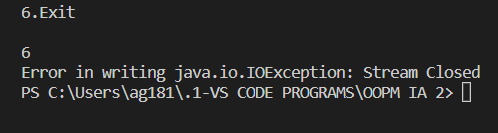 6.Exit
6
Error in writing java.io.IOException: Stream Closed
PS C:\Users\ag181\.1-VS CODE PROGRAMS\OOPM IA 2>